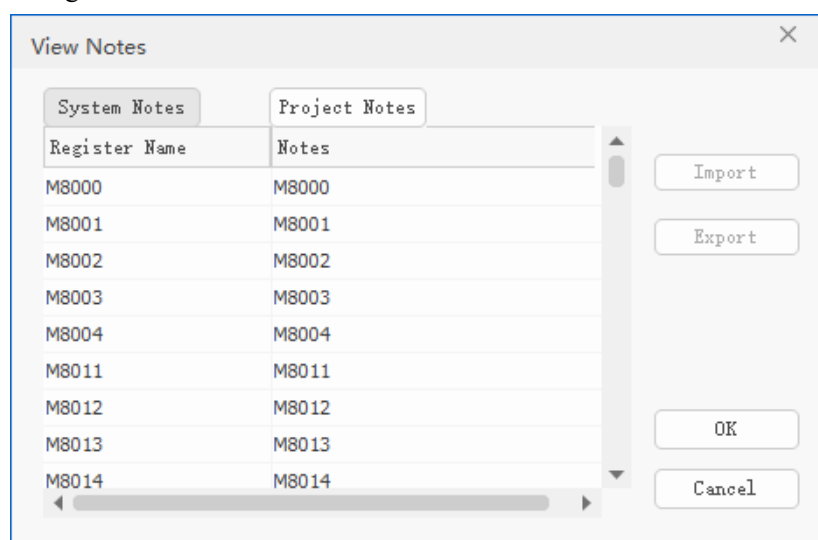 View Notes
System Notes Project Notes
Register Name Notes
Import
M8000 M8000
M8001 M8001
Export
M8002 M8002
M8003 M8003
M8004 M8004
M8011 M8011
M8012 M8012
OK
M8013 M8013
M8014 M8014
Cancel